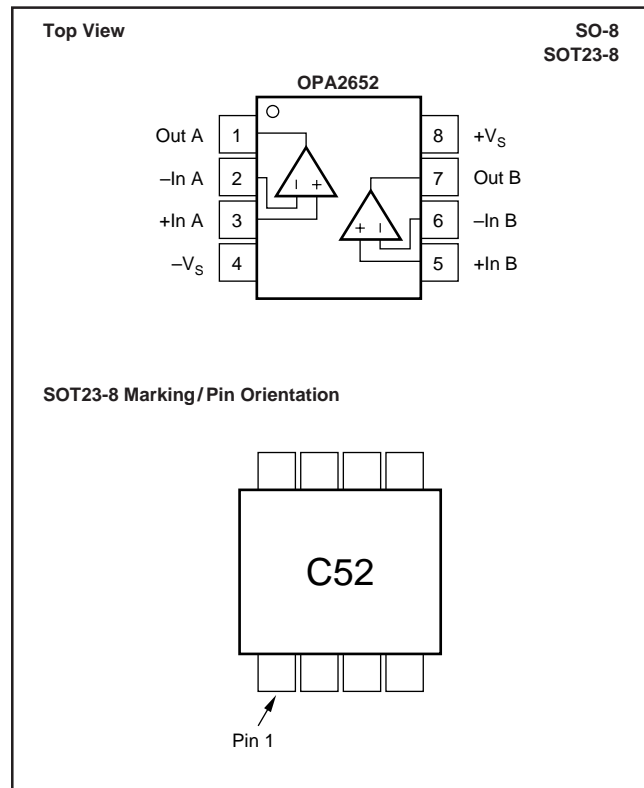 Top View
SO-8
SOT23-8
OPA2652
Out A 1 8 +VS
–In A 2 7 Out B
+In A 3 6 –In B
–VS 4 5 +In B
– +
+ –
SOT23-8 Marking/Pin Orientation
C52
Pin 1